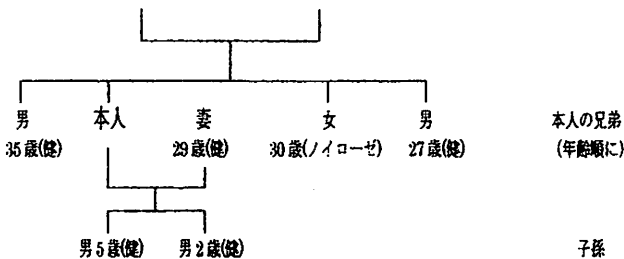 男 本人 妻 女 男 本人の兄弟
35歳(健) 29歳(健) 30歳(ノイローゼ) 27歳(健) (年齢順に)
男5歳(健) 男2歳(健) 子孫